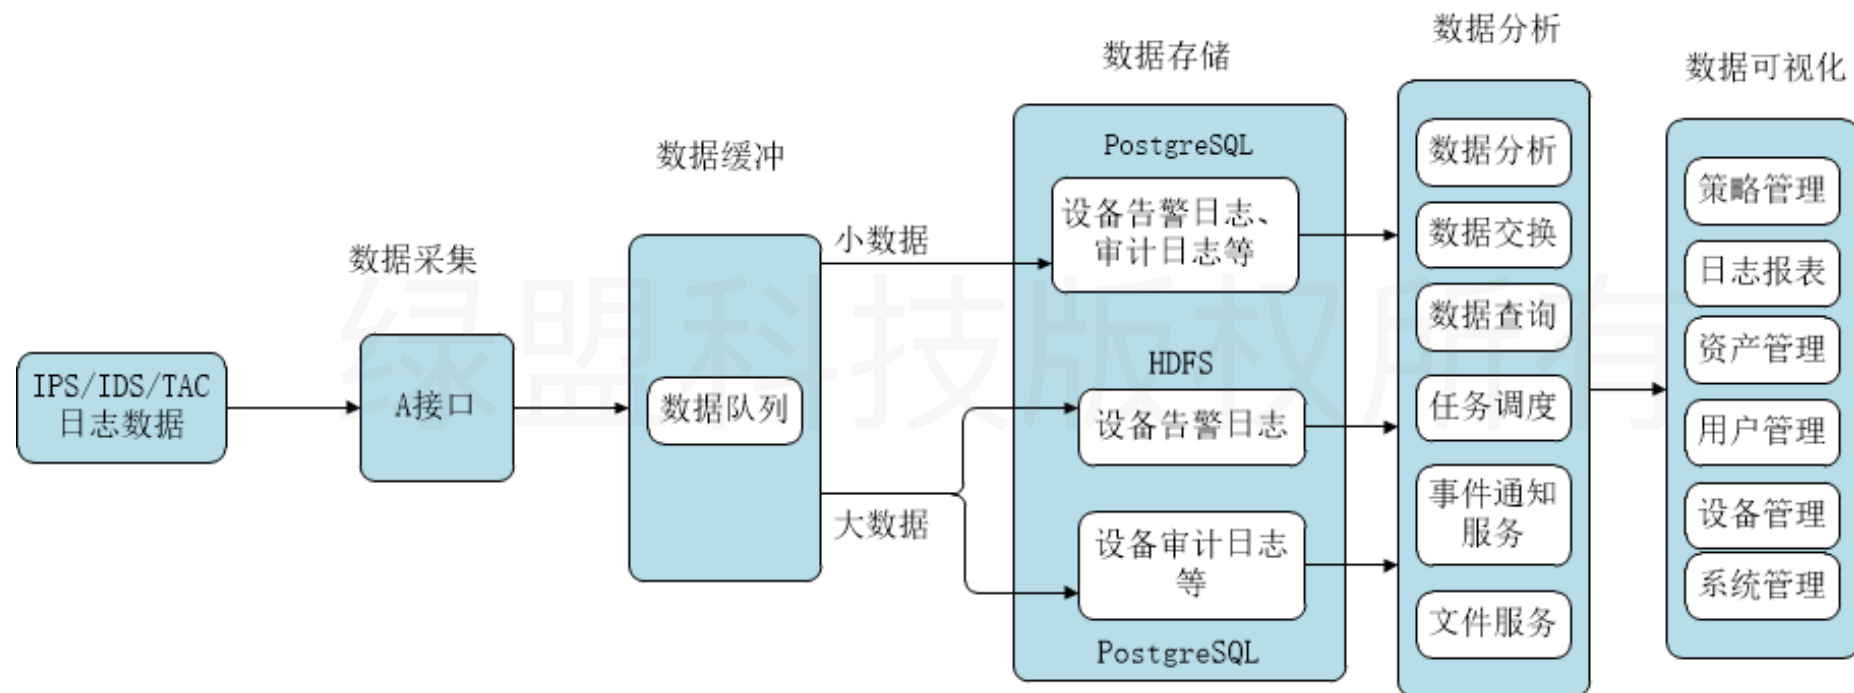 IPS/IDS/TAC
日志数据
数据采集
A接口
数据缓冲
数据队列
小数据
大数据
数据存储
PostgreSQL
设备告警日志、
审计日志等
HDFS
设备告警日志
设备审计日志
等
PostgreSQL
数据分析
数据分析
数据交换
数据查询
任务调度
事件通知
服务
文件服务
数据可视化
策略管理
日志报表
资产管理
用户管理
设备管理
系统管理
绿盟科技版权所有